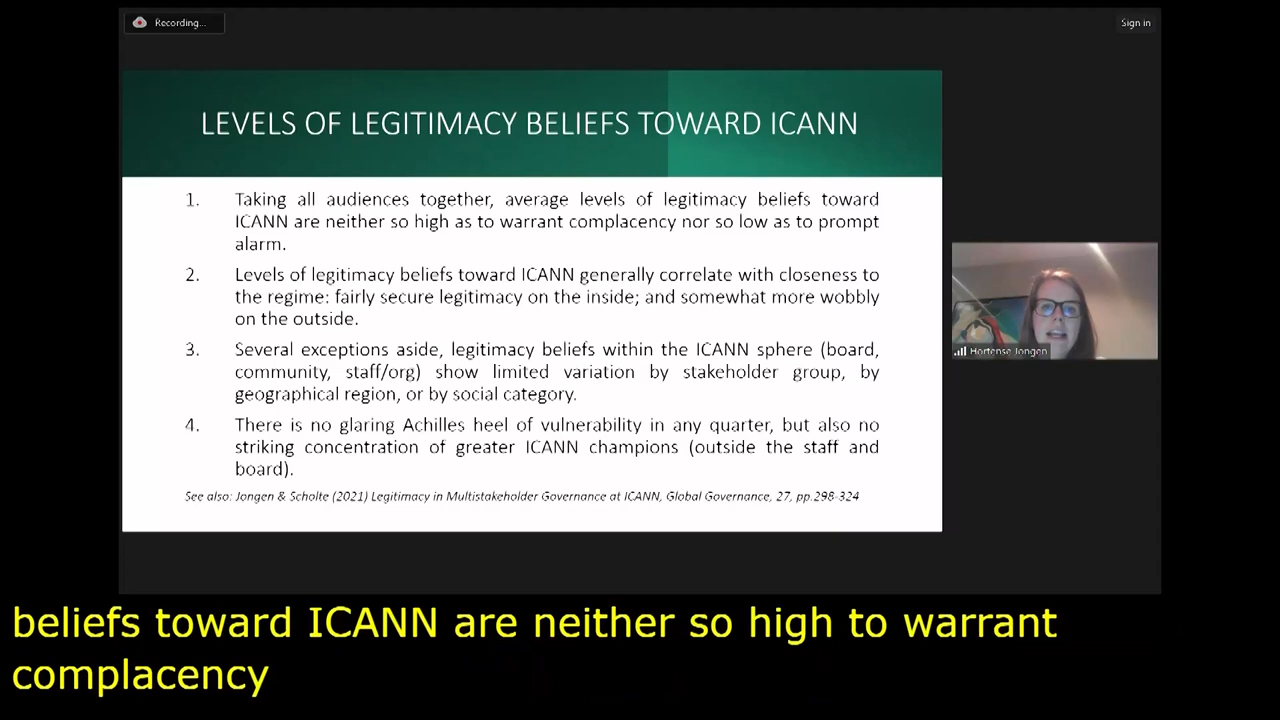 Recording...
Sign in
LEVELS OF LEGITIMACY BELIEFS TOWARD ICANN
1. Taking all audiences together, average levels of legitimacy beliefs toward
ICANN are neither so high as to warrant complacency nor so low as to prompt
alarm.
2. Levels of legitimacy beliefs toward ICANN generally correlate with closeness to
the regime: fairly secure legitimacy on the inside; and somewhat more wobbly
on the outside.
3. Several exceptions aside, legitimacy beliefs within the ICANN sphere (board,
community, staff/org) show limited variation by stakeholder group, by
geographical region, or by social category.
4. There is no glaring Achilles heel of vulnerability in any quarter, but also no
striking concentration of greater ICANN champions (outside the staff and
board).
See also: Jongen & Scholte (2021) Legitimacy in Multistakeholder Governance at ICANN, Global Governance, 27, pp.298-324
Hortense Jongen
beliefs toward ICANN are neither so high to warrant
complacency